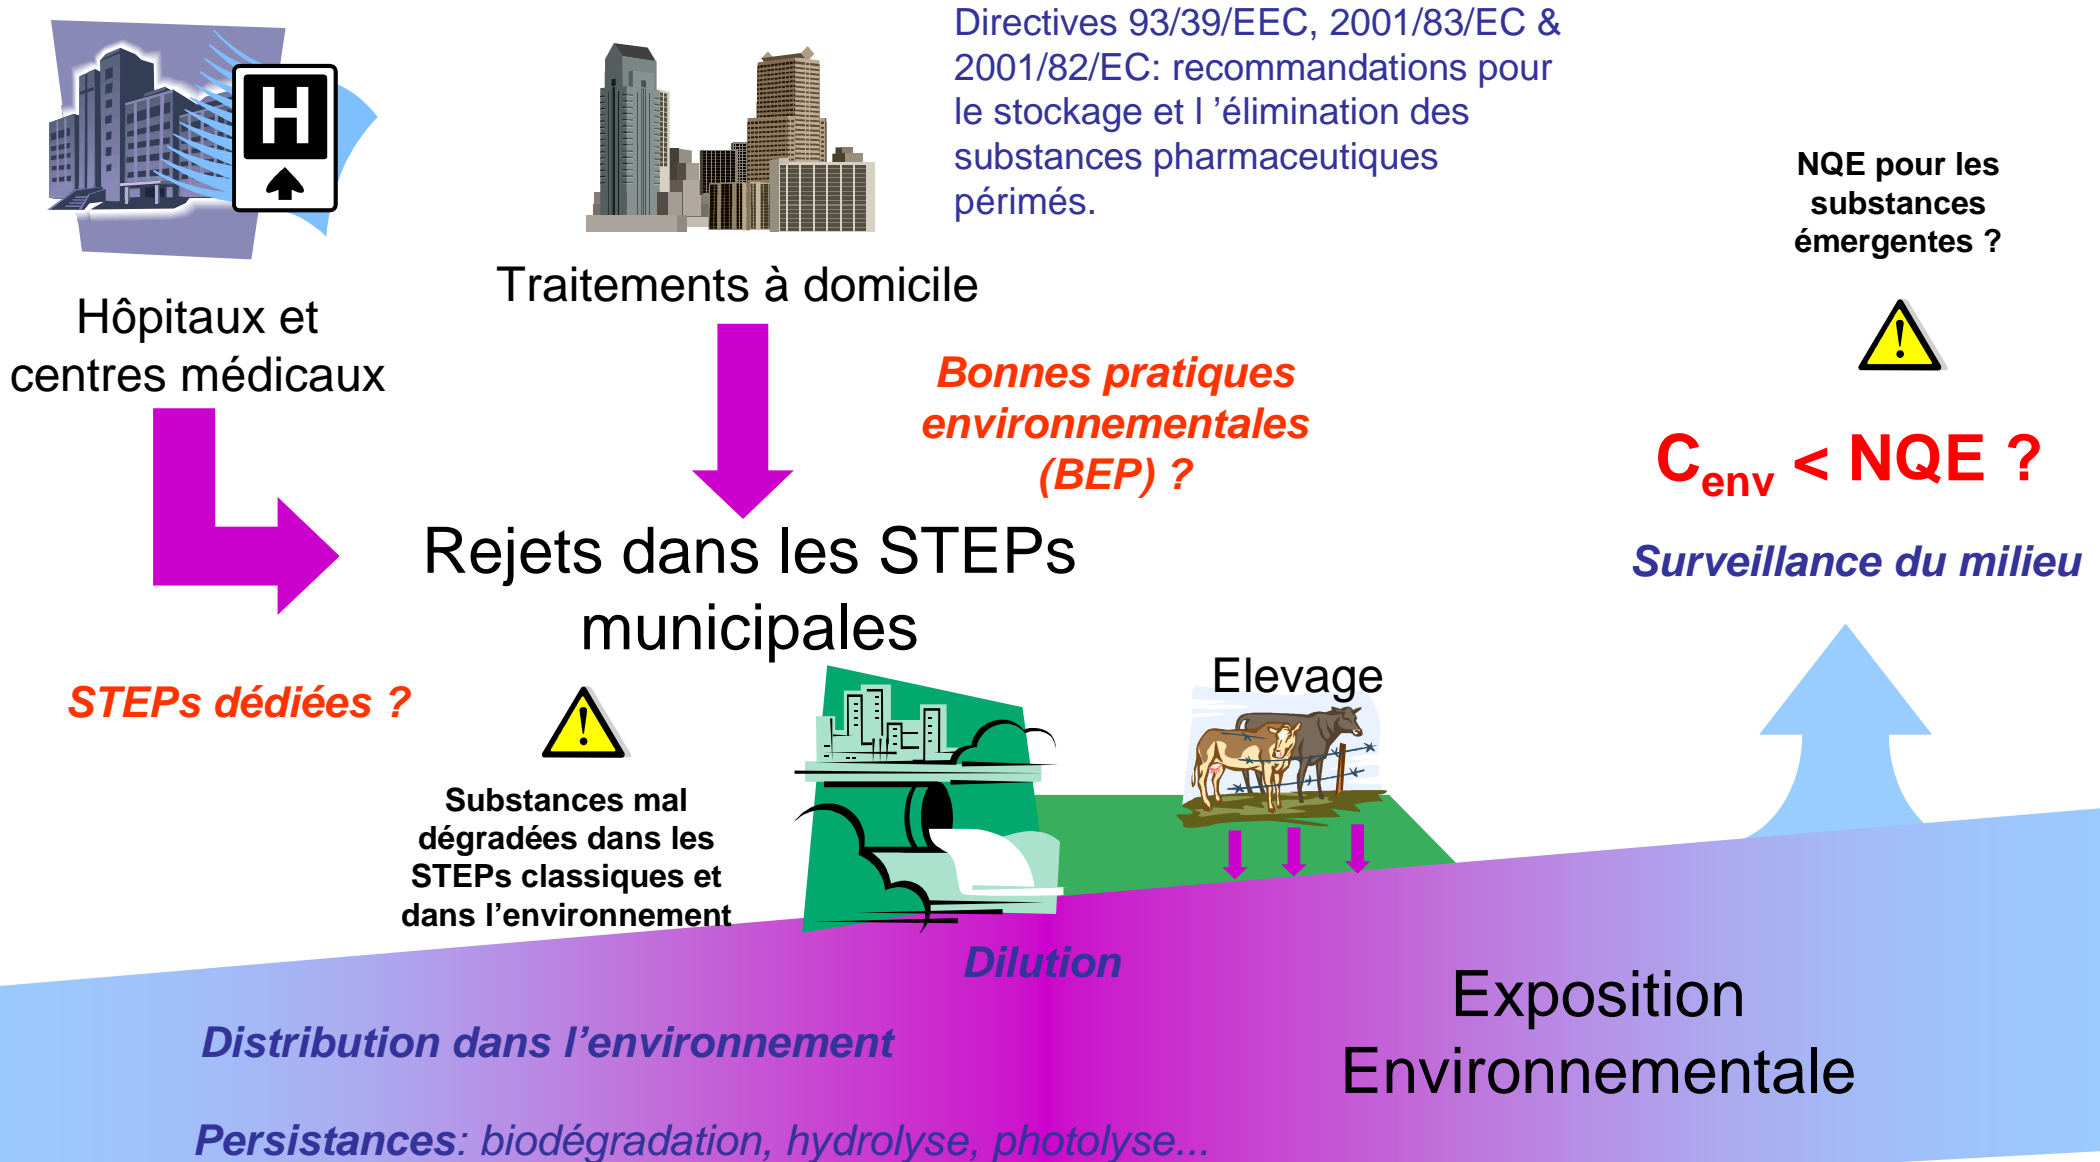 Directives 93/39/EEC, 2001/83/EC &
2001/82/EC: recommandations pour
le stockage et l ’élimination des
substances pharmaceutiques
périmés.
H
Hôpitaux et
centres médicaux
Traitements à domicile
NQE pour les
substances
émergentes ?
!
Bonnes pratiques
environnementales
(BEP) ?
C_env < NQE ?
Surveillance du milieu
Rejets dans les STEPs
municipales
STEPs dédiées ?
!
Substances mal
dégradées dans les
STEPs classiques et
dans l’environnement
Elevage
Dilution
Exposition
Environnementale
Distribution dans l’environnement
Persistances: biodégradation, hydrolyse, photolyse...